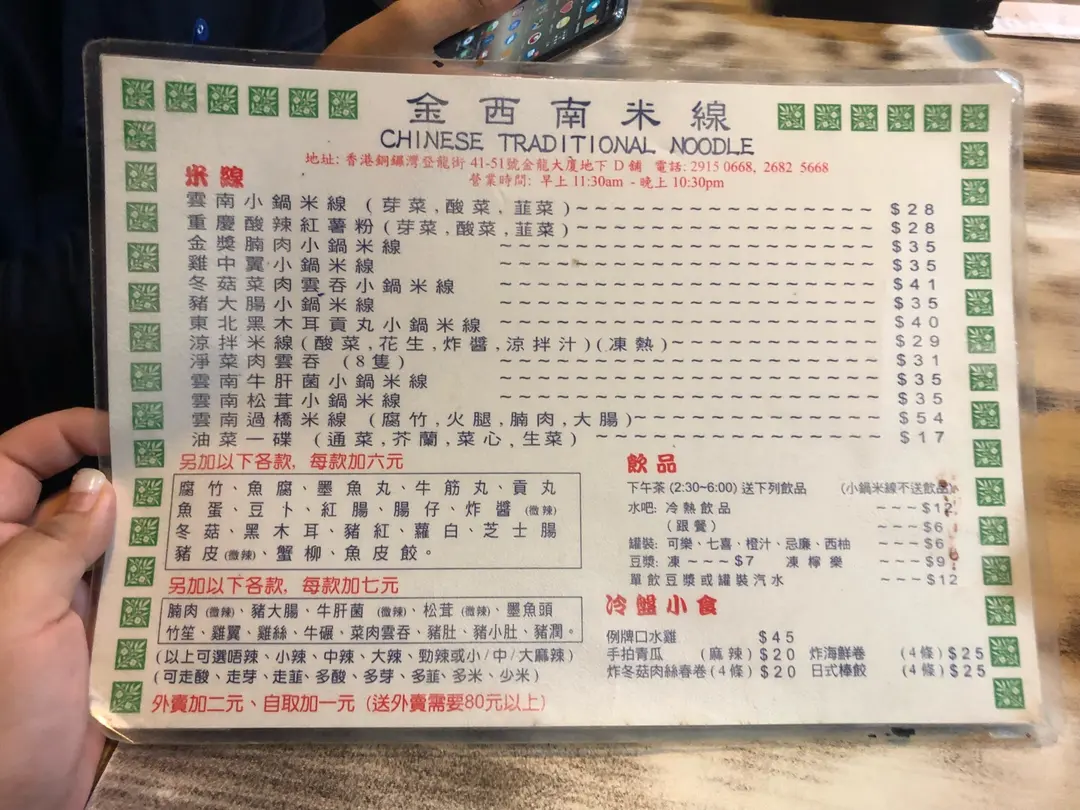 金西南米線
CHINESE TRADITIONAL NOODLE
地址: 香港銅鑼灣登龍街 41-51號金龍大廈地下 D 舖 電話: 2915 0668, 2682 5668
營業時間: 早上 11:30am - 晚上 10:30pm
米線
雲南小鍋米線 (芽菜,酸菜,韮菜)~~~~~~~~~~~~~~~~ $28
重慶酸辣紅薯粉(芽菜,酸菜,韮菜)~~~~~~~~~~~~~~~~ $28
金獎腩肉小鍋米線 ~~~~~~~~~~~~~~~~~~~~ $35
雞中翼小鍋米線 ~~~~~~~~~~~~~~~~~~~~ $35
冬菇菜肉雲吞小鍋米線 ~~~~~~~~~~~~~~~~~~~~ $41
豬大腸小鍋米線 ~~~~~~~~~~~~~~~~~~~~ $35
東北黑木耳貢丸小鍋米線 ~~~~~~~~~~~~~~~~~~~~ $40
涼拌米線(酸菜,花生,炸醬,涼拌汁)(凍熱)~~~~~~~~~~~ $29
淨菜肉雲吞 (8隻) ~~~~~~~~~~~~~~~~~~~~ $31
雲南牛肝菌小鍋米線 ~~~~~~~~~~~~~~~~~~~~ $35
雲南松茸小鍋米線 ~~~~~~~~~~~~~~~~~~~~ $35
雲南過橋米線 (腐竹,火腿,腩肉,大腸)~~~~~~~~~~~~~ $54
油菜一碟 (通菜,芥蘭,菜心,生菜) ~~~~~~~~~~~~~~~ $17
另加以下各款, 每款加六元
腐竹、魚腐、墨魚丸、牛筋丸、貢丸
魚蛋、豆卜、紅腸、腸仔、炸醬 (微辣)
冬菇、黑木耳、豬紅、蘿白、芝士腸
豬皮(微辣)、蟹柳、魚皮餃。
另加以下各款, 每款加七元
腩肉 (微辣)、豬大腸、牛肝菌 (微辣)、松茸 (微辣)、墨魚頭
竹笙、雞翼、雞絲、牛𥖁、菜肉雲吞、豬肚、豬小肚、豬潤。
(以上可選唔辣、小辣、中辣、大辣、勁辣或小/中/大麻辣)
(可走酸、走芽、走韮、多酸、多芽、多韮、多米、少米)
外賣加二元、自取加一元 (送外賣需要80元以上)
飲品
下午茶 (2:30~6:00) 送下列飲品 (小鍋米線不送飲品)
水吧: 冷熱飲品 ~~~$12
(跟餐) ~~~$6
罐裝: 可樂、七喜、橙汁、忌廉、西柚 ~~~$6
豆漿: 凍~~~$7 凍檸樂 ~~~$9
單飲豆漿或罐裝汽水 ~~~$12
冷盤小食
例牌口水雞 $45
手拍青瓜 (麻辣) $20 炸海鮮卷 (4條) $25
炸冬菇肉絲春卷 (4條) $20 日式棒餃 (4條) $25